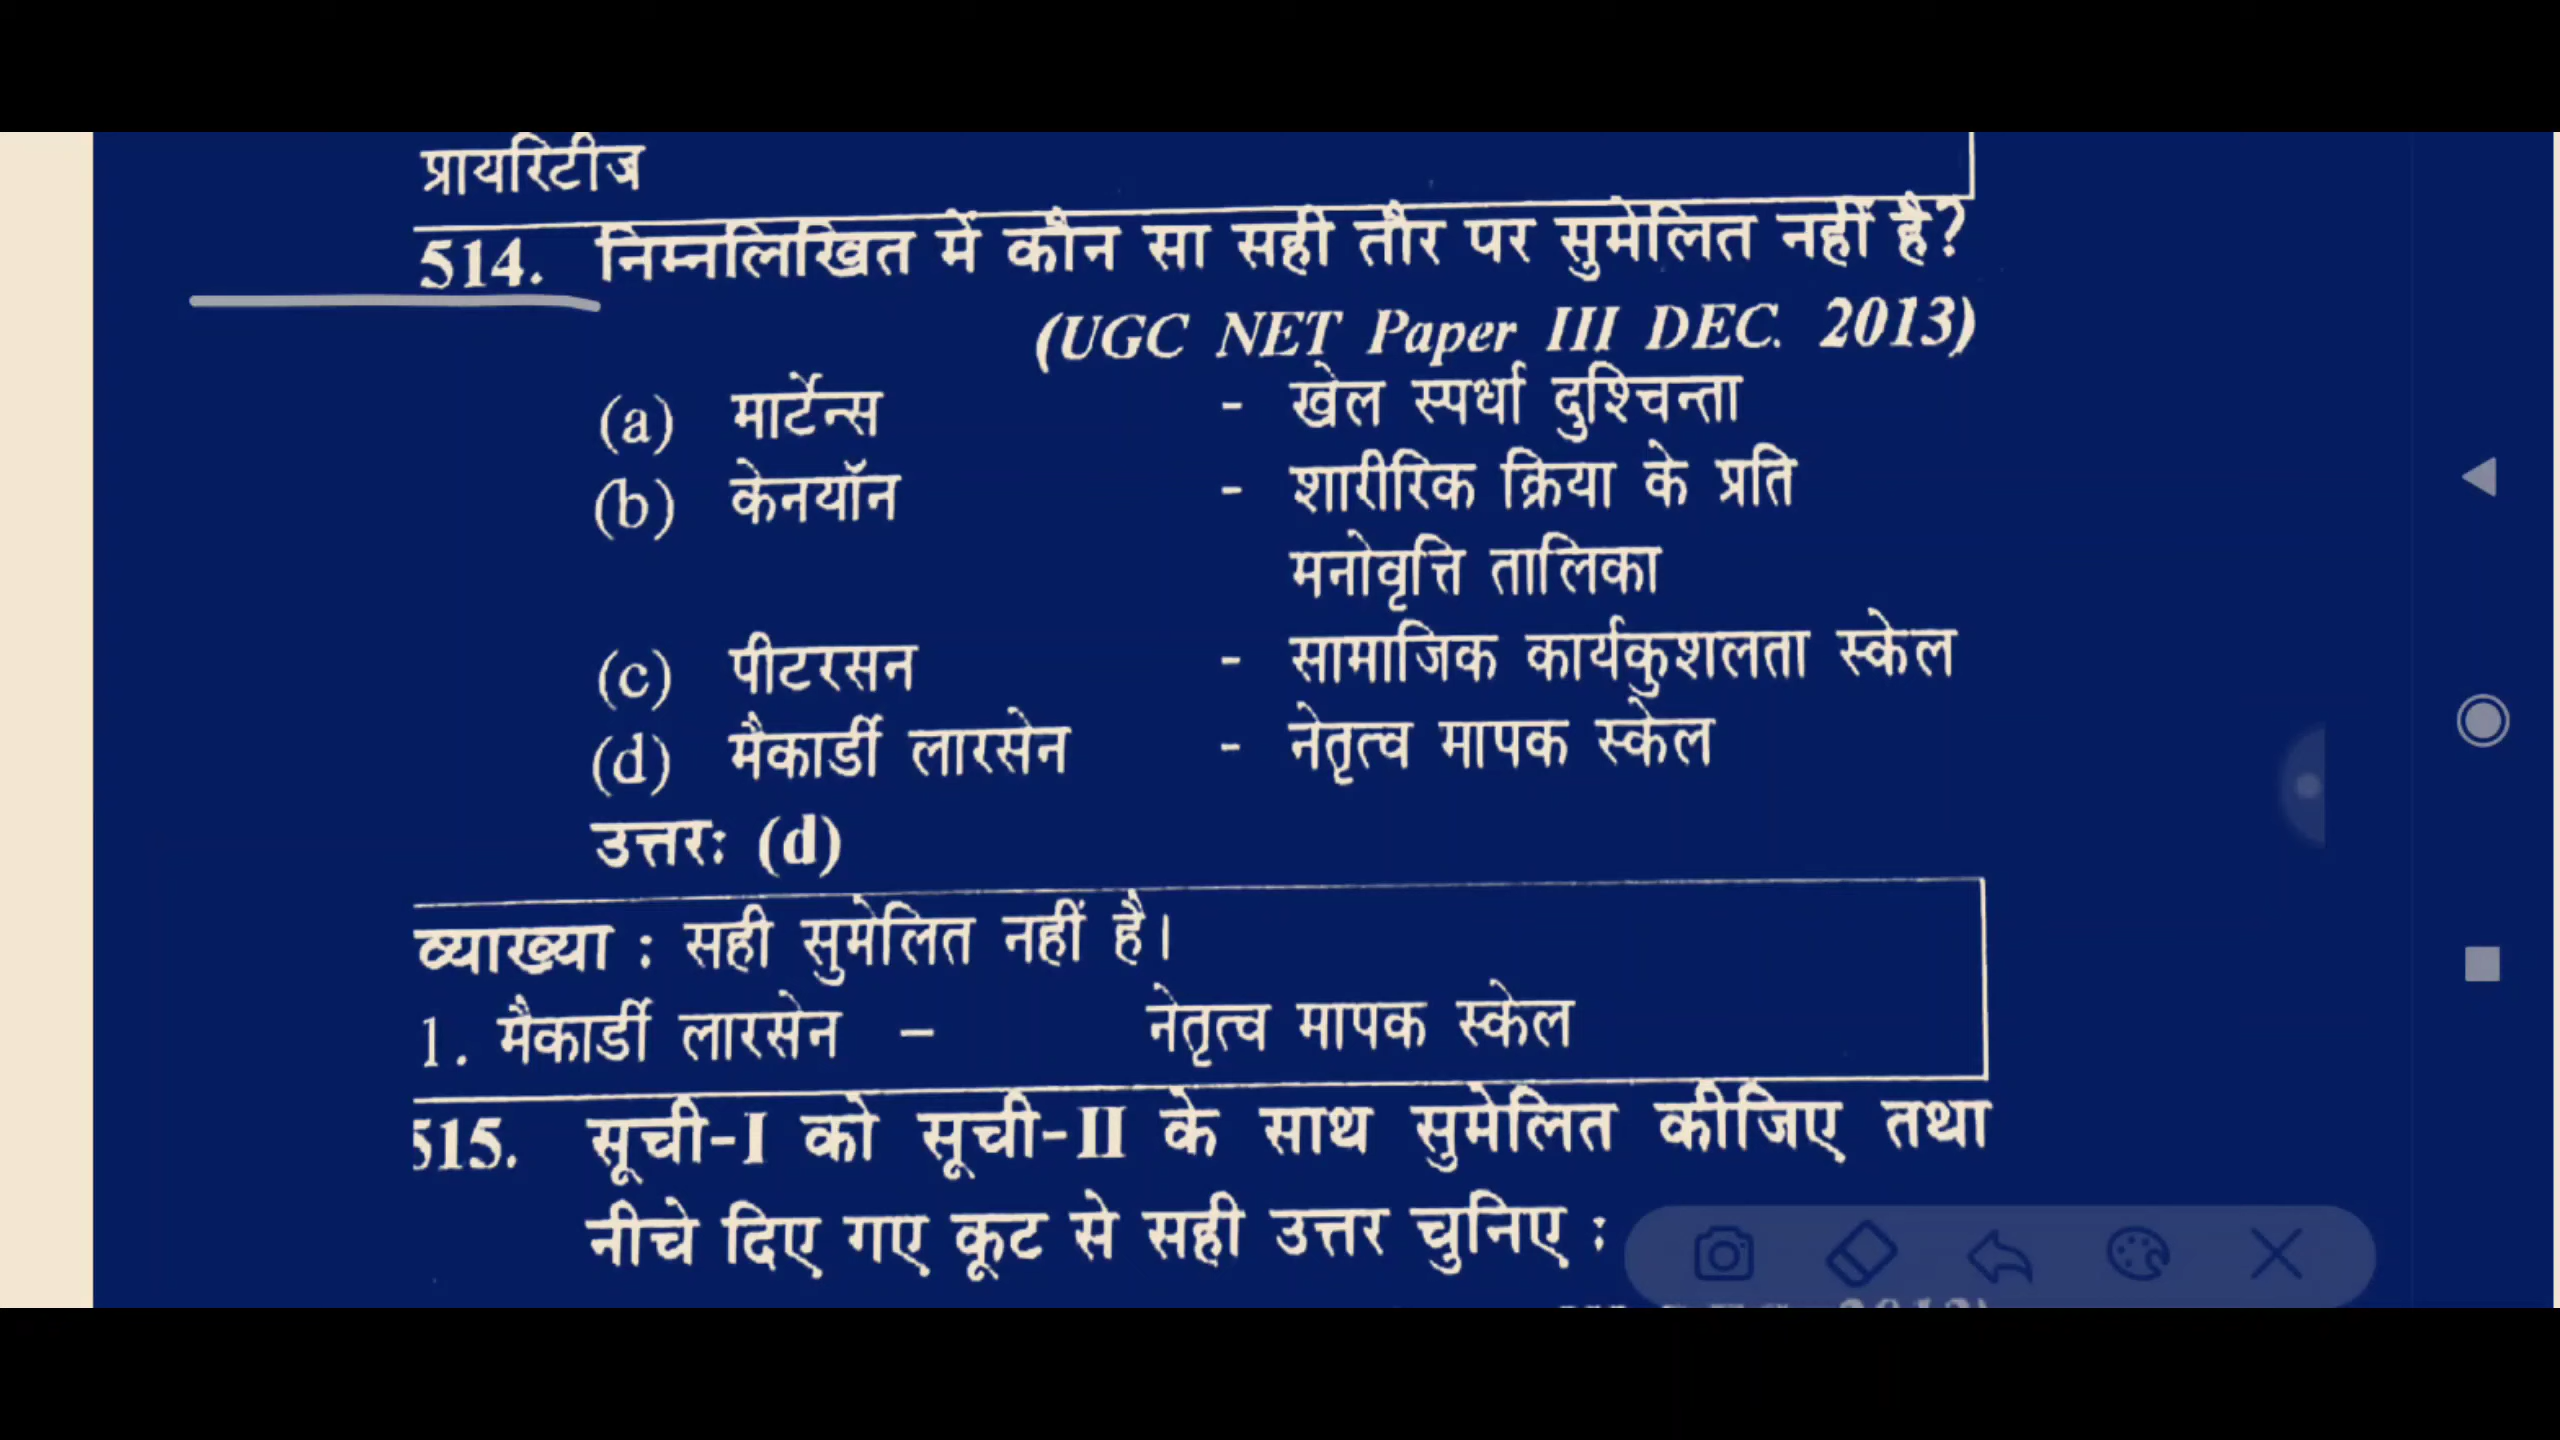 प्रायरिटीज
514. निम्नलिखित में कौन सा सही तौर पर सुमेलित नहीं है?
(UGC NET Paper III DEC. 2013)
(a) मार्टेन्स - खेल स्पर्धा दुश्चिन्ता
(b) केनयॉन - शारीरिक क्रिया के प्रति
मनोवृत्ति तालिका
(c) पीटरसन - सामाजिक कार्यकुशलता स्केल
(d) मैकार्डी लारसेन - नेतृत्व मापक स्केल
उत्तरः (d)
व्याख्या : सही सुमेलित नहीं है।
1. मैकार्डी लारसेन – नेतृत्व मापक स्केल
515. सूची-I को सूची-II के साथ सुमेलित कीजिए तथा
नीचे दिए गए कूट से सही उत्तर चुनिए :